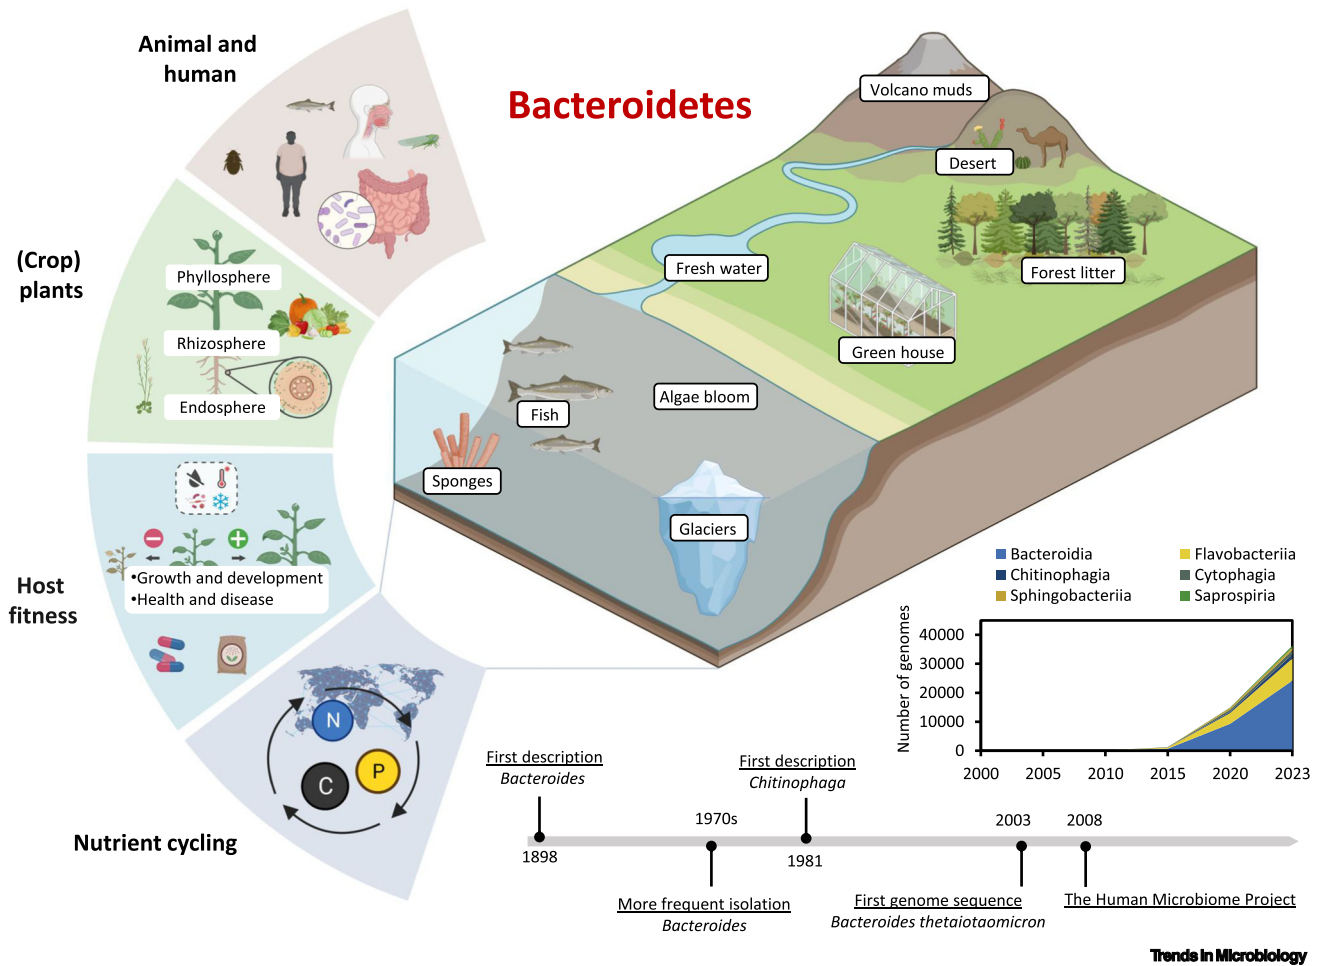 Animal and
human
Bacteroidetes
Volcano muds
Desert
(Crop)
plants
Phyllosphere
Rhizosphere
Endosphere
Fresh water
Forest litter
Green house
Algae bloom
Fish
Sponges
Glaciers
Host
fitness
•Growth and development
•Health and disease
Nutrient cycling
N
P
C
Bacteroidia
Flavobacteriia
Chitinophagia
Cytophagia
Sphingobacteriia
Saprospiria
Number of genomes
40000
30000
20000
10000
0
2000 2005 2010 2015 2020 2023
First description
Bacteroides
1898
1970s
More frequent isolation
Bacteroides
First description
Chitinophaga
1981
2003
First genome sequence
Bacteroides thetaiotaomicron
2008
The Human Microbiome Project
Trends in Microbiology